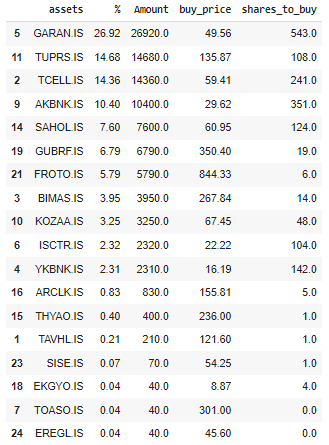 assets % Amount buy_price shares_to_buy
5 GARAN.IS 26.92 26920.0 49.56 543.0
11 TUPRS.IS 14.68 14680.0 135.87 108.0
2 TCELL.IS 14.36 14360.0 59.41 241.0
9 AKBNK.IS 10.40 10400.0 29.62 351.0
14 SAHOL.IS 7.60 7600.0 60.95 124.0
19 GUBRF.IS 6.79 6790.0 350.40 19.0
21 FROTO.IS 5.79 5790.0 844.33 6.0
3 BIMAS.IS 3.95 3950.0 267.84 14.0
10 KOZAA.IS 3.25 3250.0 67.45 48.0
6 ISCTR.IS 2.32 2320.0 22.22 104.0
4 YKBNK.IS 2.31 2310.0 16.19 142.0
16 ARCLK.IS 0.83 830.0 155.81 5.0
15 THYAO.IS 0.40 400.0 236.00 1.0
1 TAVHL.IS 0.21 210.0 121.60 1.0
23 SISE.IS 0.07 70.0 54.25 1.0
18 EKGYO.IS 0.04 40.0 8.87 4.0
7 TOASO.IS 0.04 40.0 301.00 0.0
24 EREGL.IS 0.04 40.0 45.60 0.0